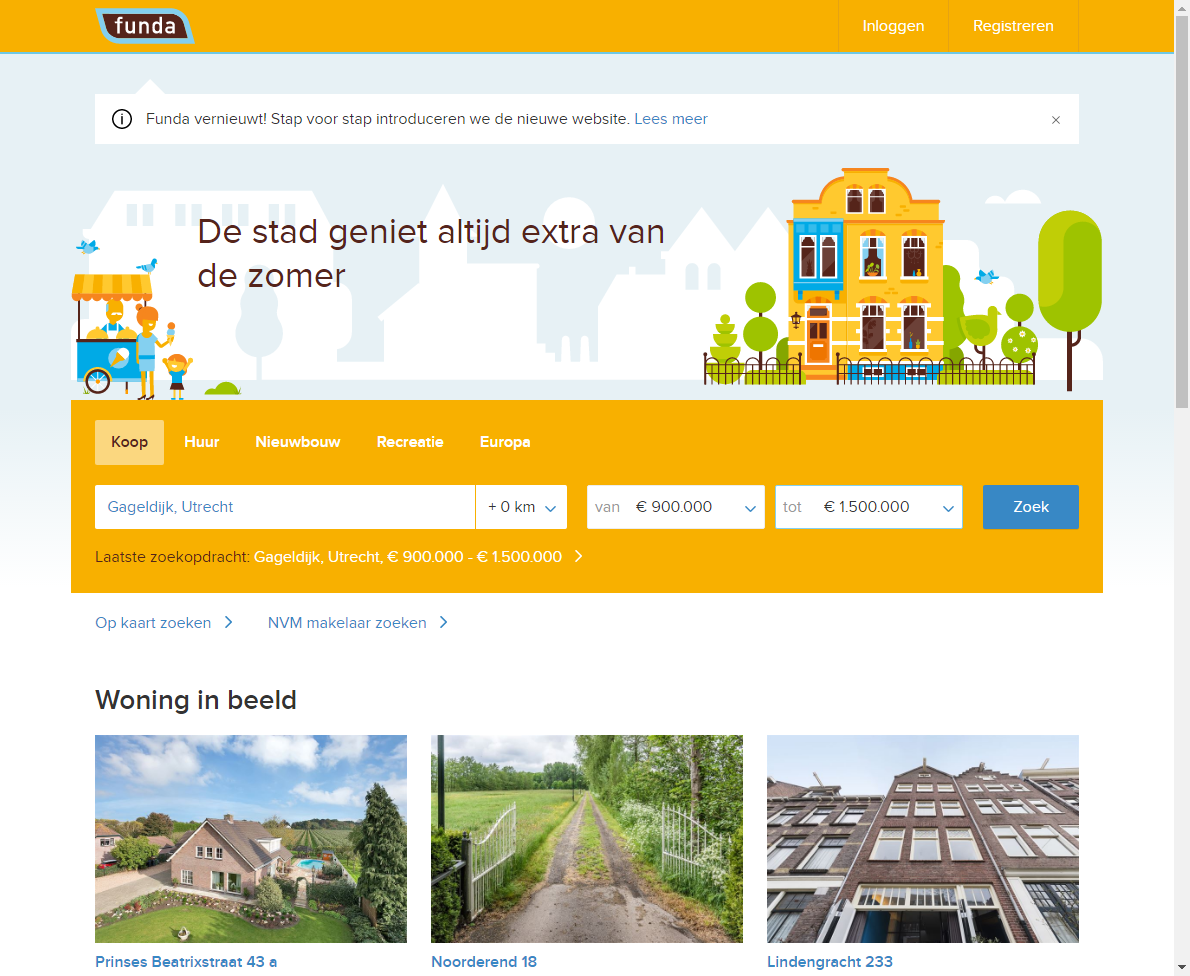 funda
Inloggen
Registreren
Funda vernieuwt! Stap voor stap introduceren we de nieuwe website. Lees meer
De stad geniet altijd extra van
de zomer
Koop
Huur
Nieuwbouw
Recreatie
Europa
Gageldijk, Utrecht
+ 0 km
van € 900.000
tot € 1.500.000
Zoek
Laatste zoekopdracht: Gageldijk, Utrecht, € 900.000 - € 1.500.000
Op kaart zoeken
NVM makelaar zoeken
Woning in beeld
Prinses Beatrixstraat 43 a
Noorderend 18
Lindengracht 233